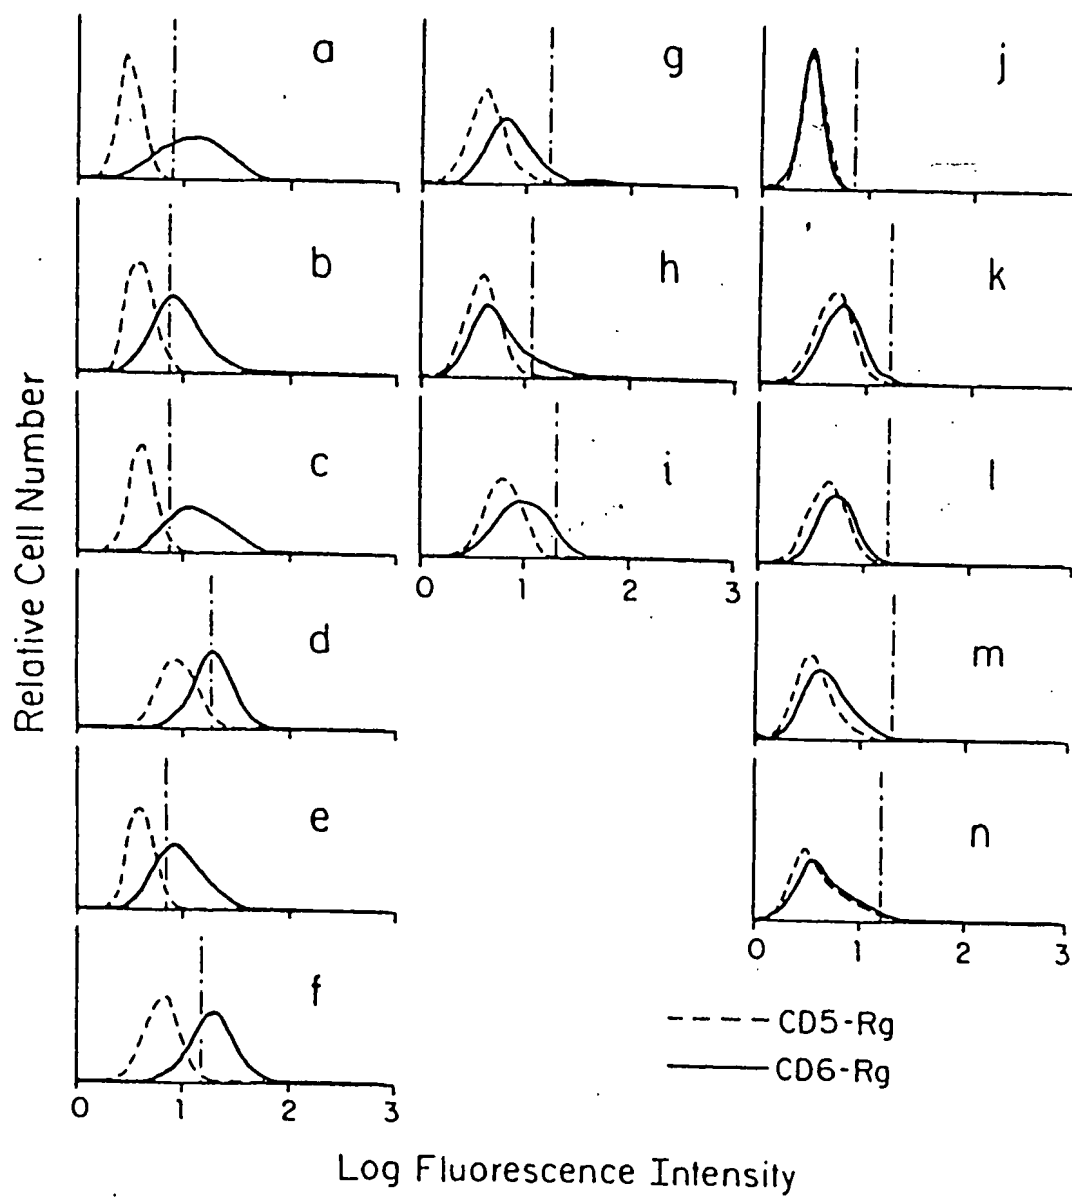 a
g
j
b
h
k
c
i
l
0 1 2 3
d
m
e
n
0 1 2 3
f
0 1 2 3
CD5-Rg
CD6-Rg
Relative Cell Number
Log Fluorescence Intensity